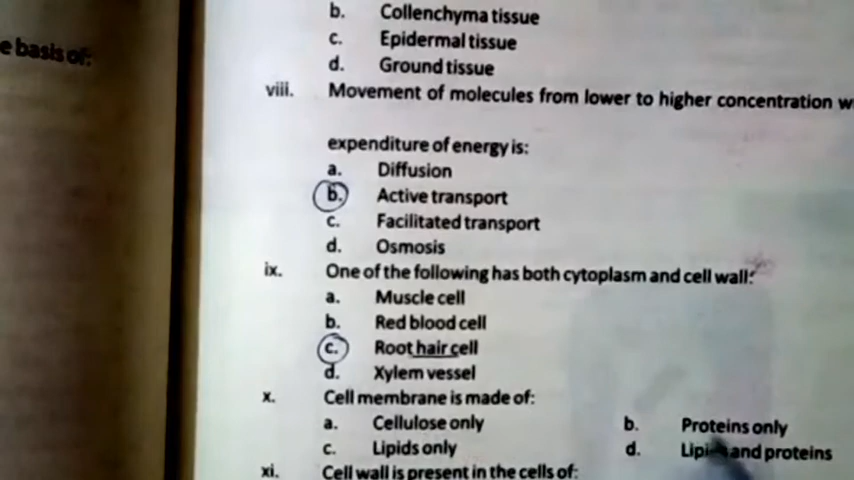 e basis of:
b. Collenchyma tissue
c. Epidermal tissue
d. Ground tissue
viii. Movement of molecules from lower to higher concentration
expenditure of energy is:
a. Diffusion
b. Active transport
c. Facilitated transport
d. Osmosis
ix. One of the following has both cytoplasm and cell wall:
a. Muscle cell
b. Red blood cell
c. Root hair cell
d. Xylem vessel
x. Cell membrane is made of:
a. Cellulose only b. Proteins only
c. Lipids only d. and proteins
xi. Cell wall is present in the cells of: